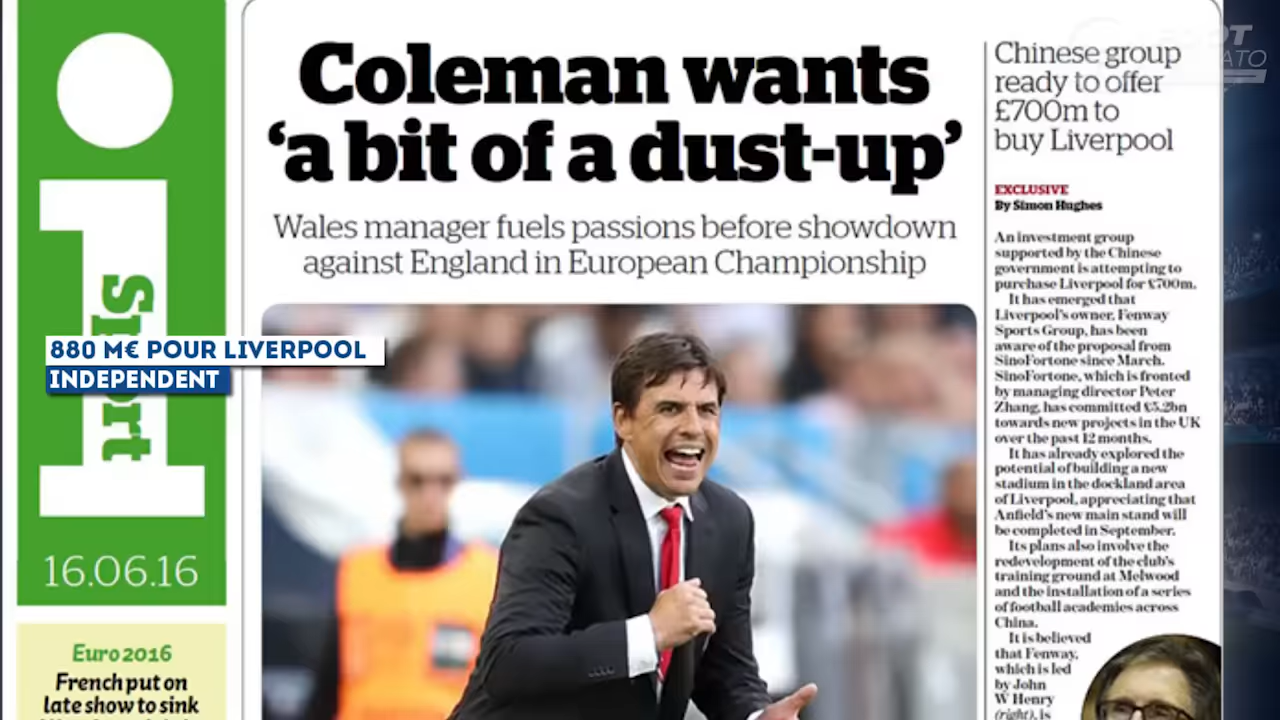 i
Sport
16.06.16
Euro 2016
French put on
late show to sink
880 M€ POUR LIVERPOOL
INDEPENDENT
Coleman wants
‘a bit of a dust-up’
Wales manager fuels passions before showdown
against England in European Championship
Chinese group
ready to offer
£700m to
buy Liverpool
EXCLUSIVE
By Simon Hughes
An investment group
supported by the Chinese
government is attempting to
purchase Liverpool for £700m.
It has emerged that
Liverpool's owner, Fenway
Sports Group, has been
aware of the proposal from
SinoFortone since March.
SinoFortone, which is fronted
by managing director Peter
Zhang, has committed £5.2bn
towards new projects in the UK
over the past 12 months.
It has already explored the
potential of building a new
stadium in the dockland area
of Liverpool, appreciating that
Anfield's new main stand will
be completed in September.
Its plans also involve the
redevelopment of the club's
training ground at Melwood
and the installation of a series
of football academies across
China.
It is believed
that Fenway,
which is led
by John
W Henry
(right), is